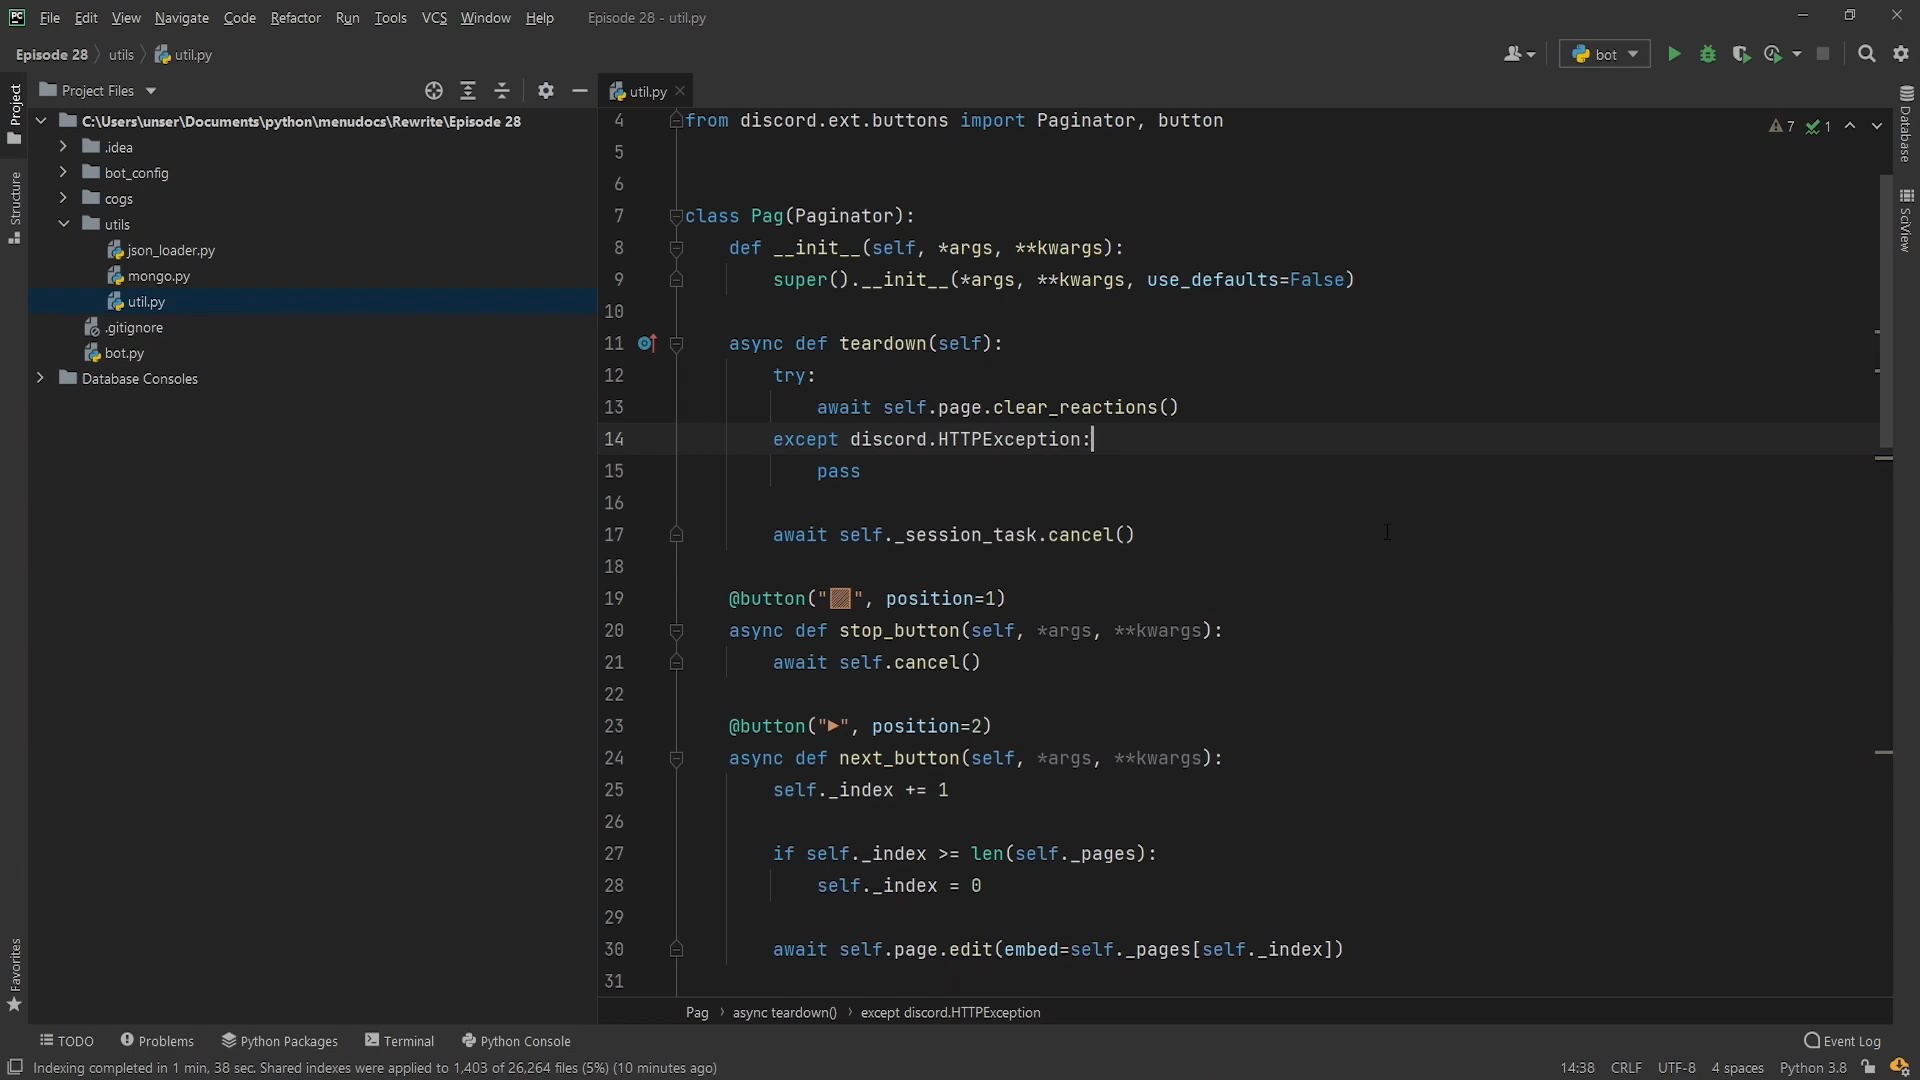 PC File Edit View Navigate Code Refactor Run Tools VCS Window Help Episode 28 - util.py
Episode 28 utils util.py bot
Project Files
C:\Users\unser\Documents\python\menudocs\Rewrite\Episode 28
.idea
bot_config
cogs
utils
json_loader.py
mongo.py
util.py
.gitignore
bot.py
Database Consoles
Project
Structure
Favorites
util.py
7 1
4 from discord.ext.buttons import Paginator, button
5
6
7 class Pag(Paginator):
8 def __init__(self, *args, **kwargs):
9 super().__init__(*args, **kwargs, use_defaults=False)
10
11 async def teardown(self):
12 try:
13 await self.page.clear_reactions()
14 except discord.HTTPException:
15 pass
16
17 await self._session_task.cancel()
18
19 @button("🟫", position=1)
20 async def stop_button(self, *args, **kwargs):
21 await self.cancel()
22
23 @button("▶", position=2)
24 async def next_button(self, *args, **kwargs):
25 self._index += 1
26
27 if self._index >= len(self._pages):
28 self._index = 0
29
30 await self.page.edit(embed=self._pages[self._index])
31
Database
SciView
Pag async teardown() except discord.HTTPException
TODO Problems Python Packages Terminal Python Console Event Log
Indexing completed in 1 min, 38 sec. Shared indexes were applied to 1,403 of 26,264 files (5%) (10 minutes ago) 14:38 CRLF UTF-8 4 spaces Python 3.8